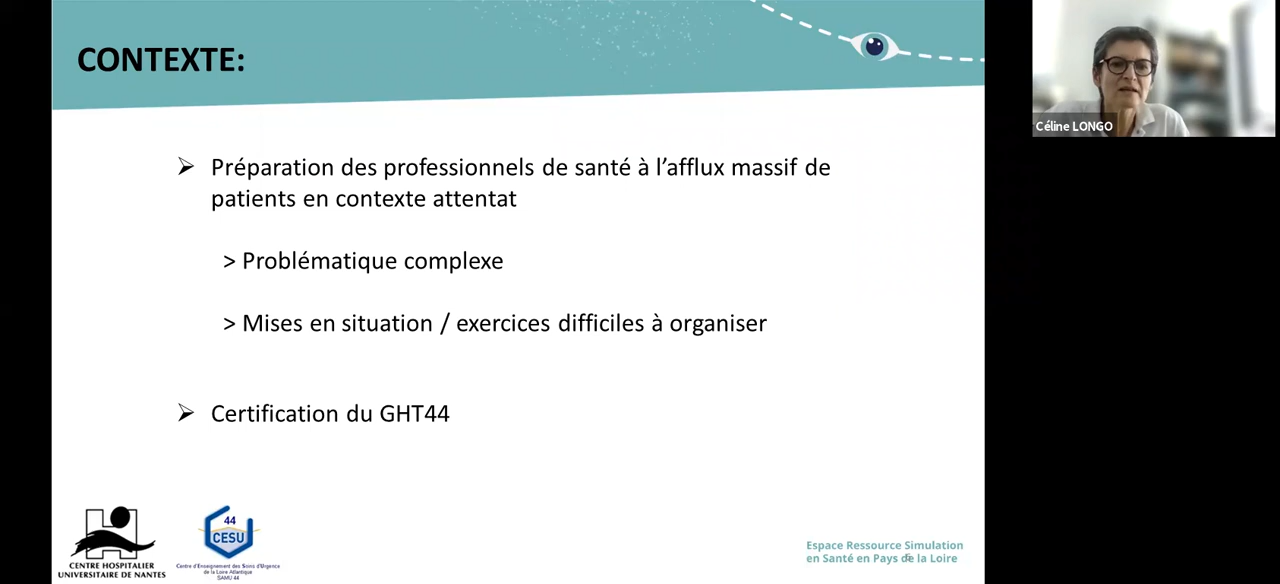 CONTEXTE:
Céline LONGO
➢ Préparation des professionnels de santé à l’afflux massif de
patients en contexte attentat
> Problématique complexe
> Mises en situation / exercices difficiles à organiser
➢ Certification du GHT44
CENTRE HOSPITALIER
UNIVERSITAIRE DE NANTES
44
CESU
Centre d'Enseignement des Soins d'Urgence
de la Loire Atlantique
SAMU 44
Espace Ressource Simulation
en Santé en Pays de la Loire